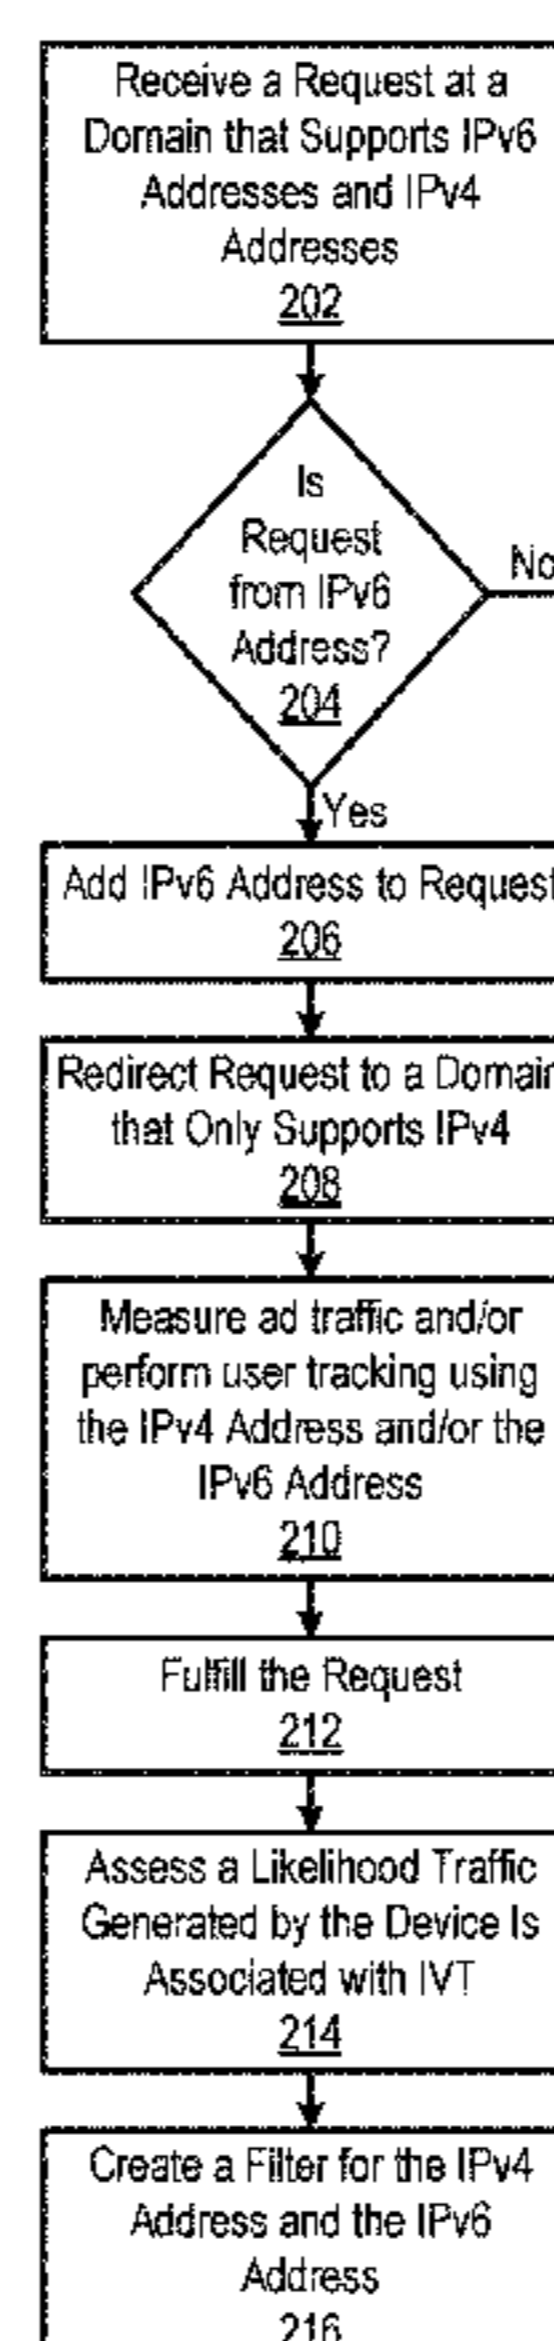 Receive a Request at a
Domain that Supports IPv6
Addresses and IPv4
Addresses
202
Is
Request
from IPv6
Address?
204
No
Yes
Add IPv6 Address to Request
206
Redirect Request to a Domain
that Only Supports IPv4
208
Measure ad traffic and/or
perform user tracking using
the IPv4 Address and/or the
IPv6 Address
210
Fulfill the Request
212
Assess a Likelihood Traffic
Generated by the Device Is
Associated with IVT
214
Create a Filter for the IPv4
Address and the IPv6
Address
216